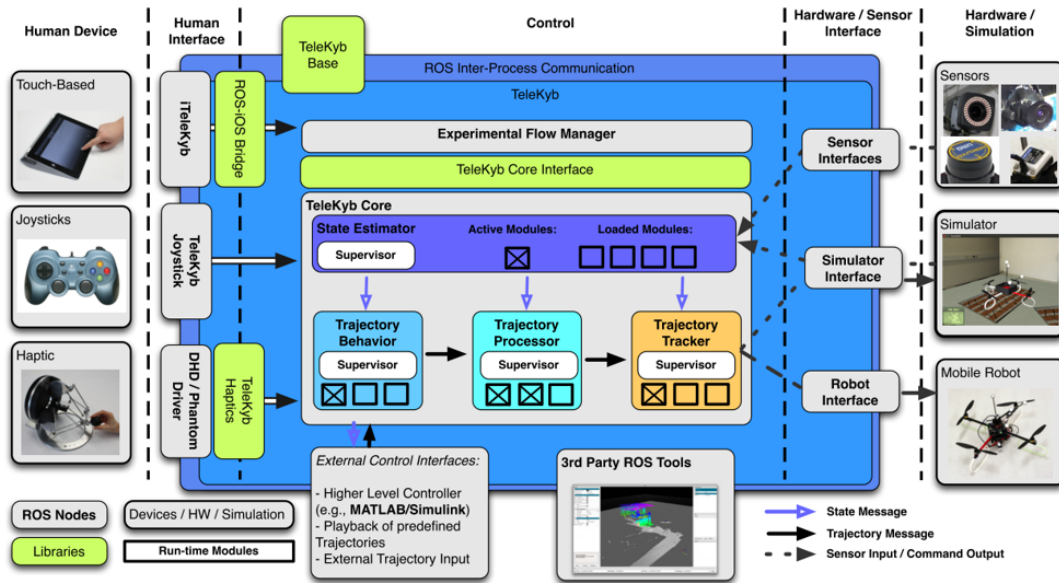 Human Device
Human
Interface
Control
Hardware / Sensor
Interface
Hardware /
Simulation
TeleKyb
Base
ROS Inter-Process Communication
TeleKyb
Touch-Based
iTeleKyb
ROS-iOS Bridge
Experimental Flow Manager
TeleKyb Core Interface
Sensor
Interfaces
Sensors
TeleKyb Core
State Estimator
Supervisor
Active Modules:
Loaded Modules:
Joysticks
TeleKyb
Joystick
Simulator
Interface
Simulator
Trajectory
Behavior
Supervisor
Trajectory
Processor
Supervisor
Trajectory
Tracker
Supervisor
Haptic
DHD / Phantom
Driver
TeleKyb
Haptics
Robot
Interface
Mobile Robot
External Control Interfaces:
- Higher Level Controller
(e.g., MATLAB/Simulink)
- Playback of predefined
Trajectories
- External Trajectory Input
3rd Party ROS Tools
ROS Nodes
Devices / HW / Simulation
Libraries
Run-time Modules
State Message
Trajectory Message
Sensor Input / Command Output